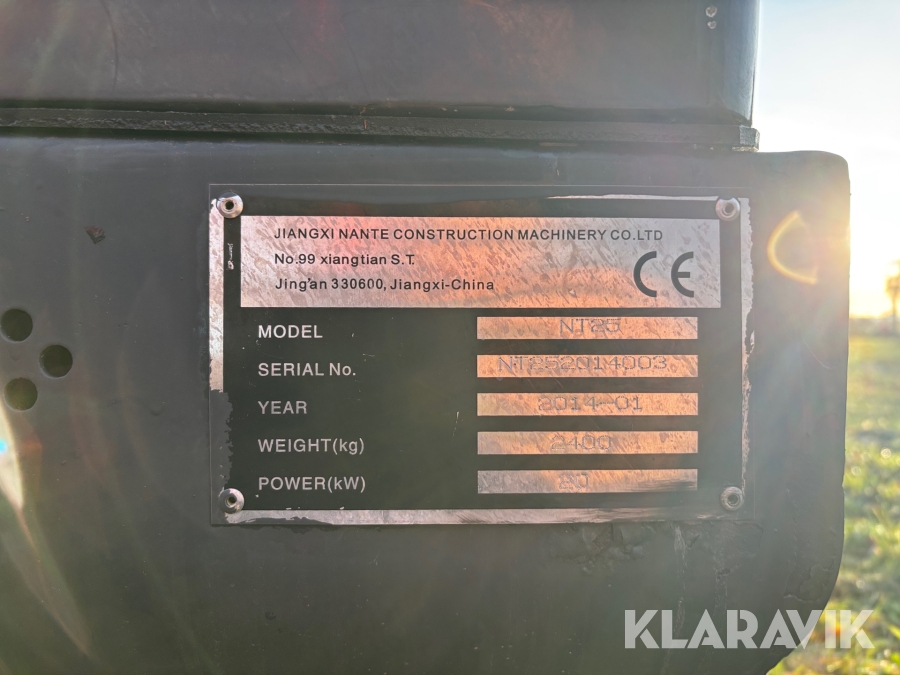 JIANGXI NANTE CONSTRUCTION MACHINERY CO.LTD
No.99 xiangtian S.T.
Jing'an 330600, Jiangxi-China
CE
MODEL NT25
SERIAL No. NT252014003
YEAR 2014-01
WEIGHT(kg) 2400
POWER(kW)
KLARAVIK